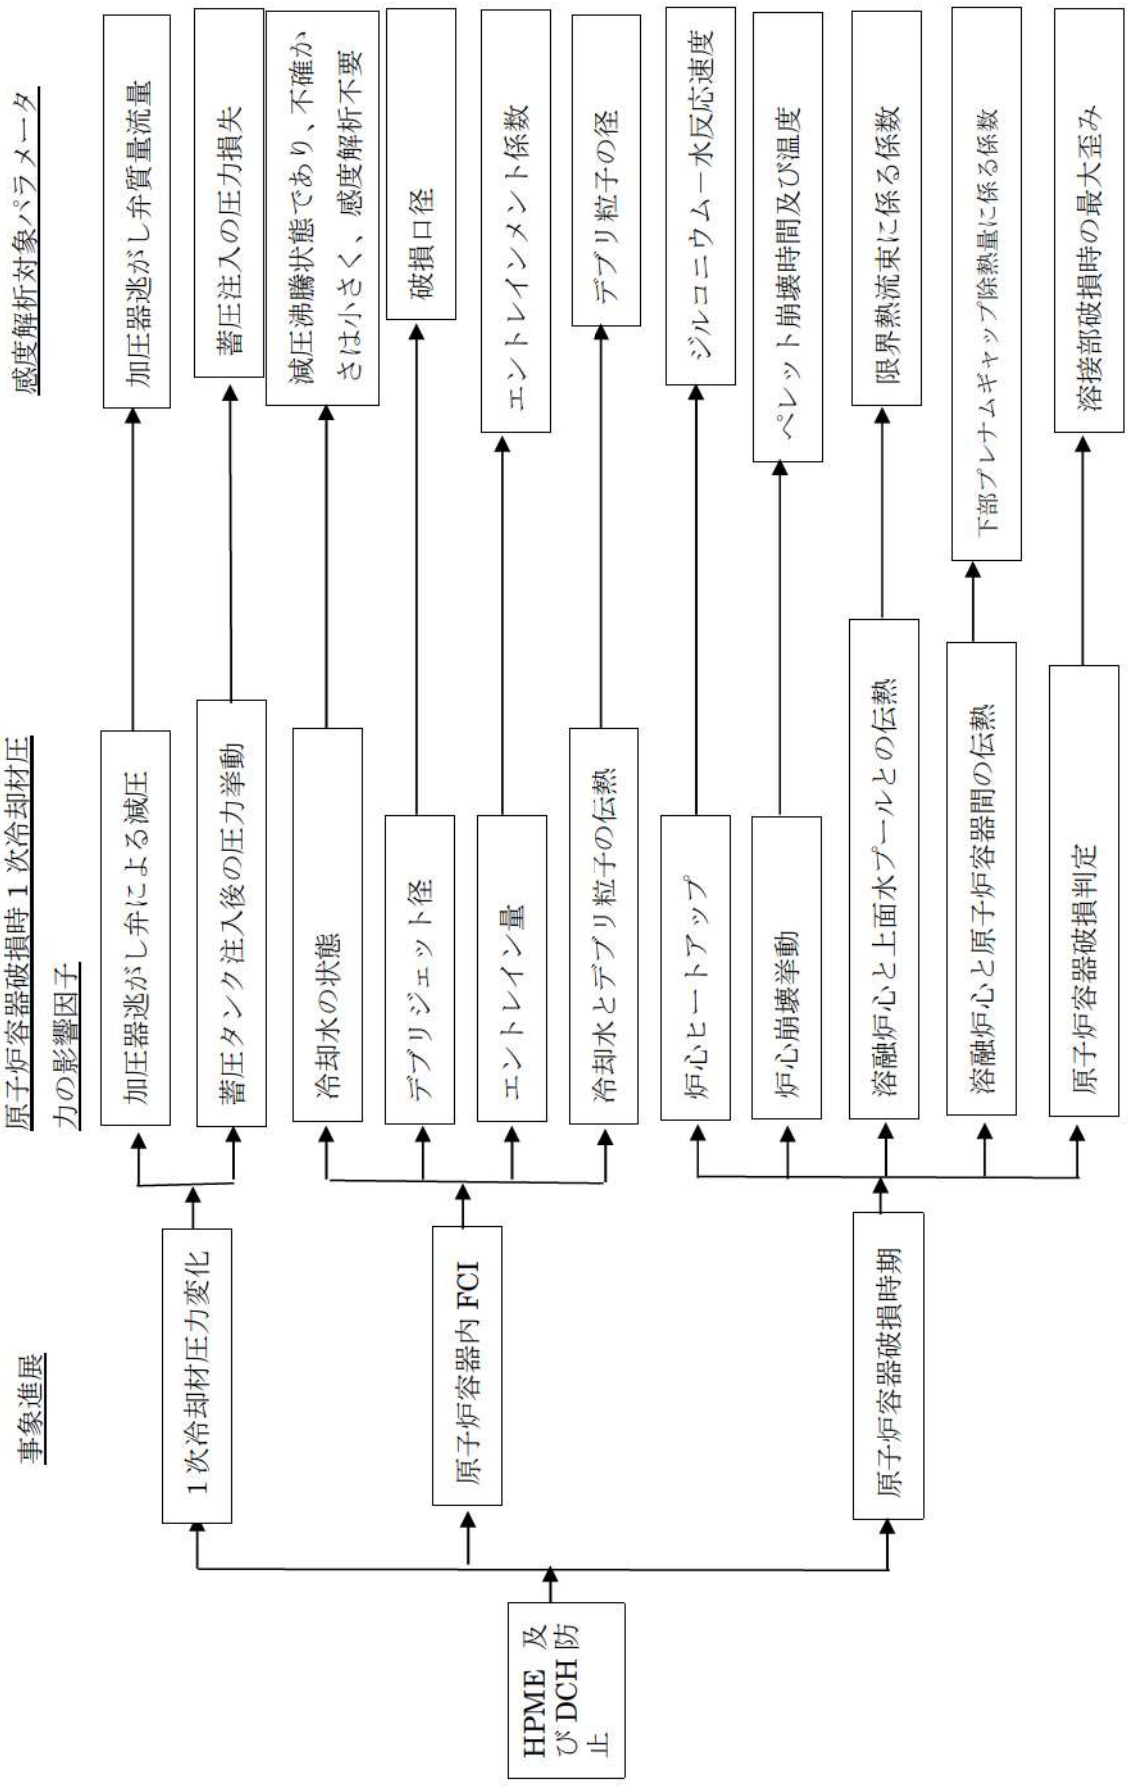 事象進展
原子炉容器破損時1次冷却材圧
力の影響因子
感度解析対象パラメータ
HPME 及
びDCH防
止
1次冷却材圧力変化
加圧器逃がし弁による減圧
加圧器逃がし弁質量流量
蓄圧タンク注入後の圧力挙動
蓄圧注入の圧力損失
原子炉容器内FCI
冷却水の状態
減圧沸騰状態であり、不確か
さは小さく、感度解析不要
デブリジェット径
破損口径
エントレイン量
エントレインメント係数
冷却水とデブリ粒子の伝熱
デブリ粒子の径
原子炉容器破損時期
炉心ヒートアップ
ジルコニウム－水反応速度
炉心崩壊挙動
ペレット崩壊時間及び温度
溶融炉心と上面水プールとの伝熱
限界熱流束に係る係数
溶融炉心と原子炉容器間の伝熱
下部プレナムギャップ除熱量に係る係数
原子炉容器破損判定
溶接部破損時の最大歪み